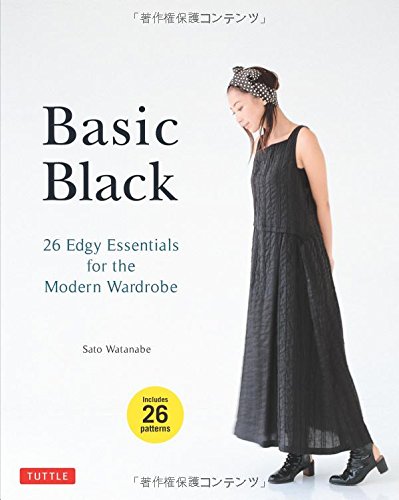 「著作権保護コンテンツ」
Basic
Black
26 Edgy Essentials
for the
Modern Wardrobe
Sato Watanabe
Includes
26
patterns
TUTTLE
「著作権保護コンテンツ」